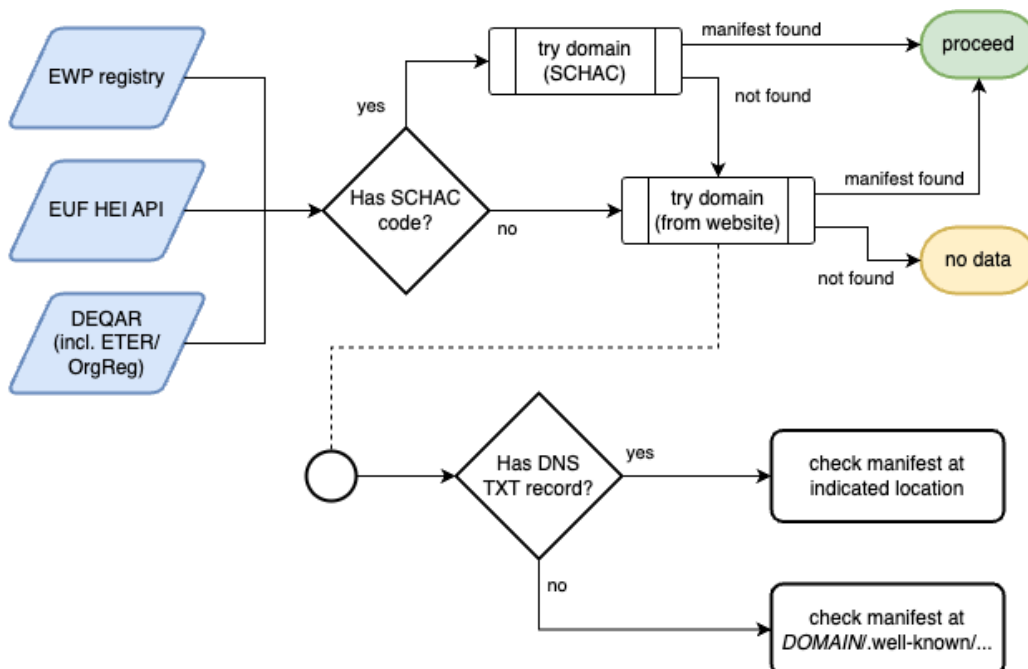 EWP registry
EUF HEI API
DEQAR
(incl. ETER/
OrgReg)
Has SCHAC
code?
yes
no
try domain
(SCHAC)
manifest found
not found
proceed
try domain
(from website)
manifest found
not found
no data
Has DNS
TXT record?
yes
no
check manifest at
indicated location
check manifest at
DOMAIN/.well-known/...